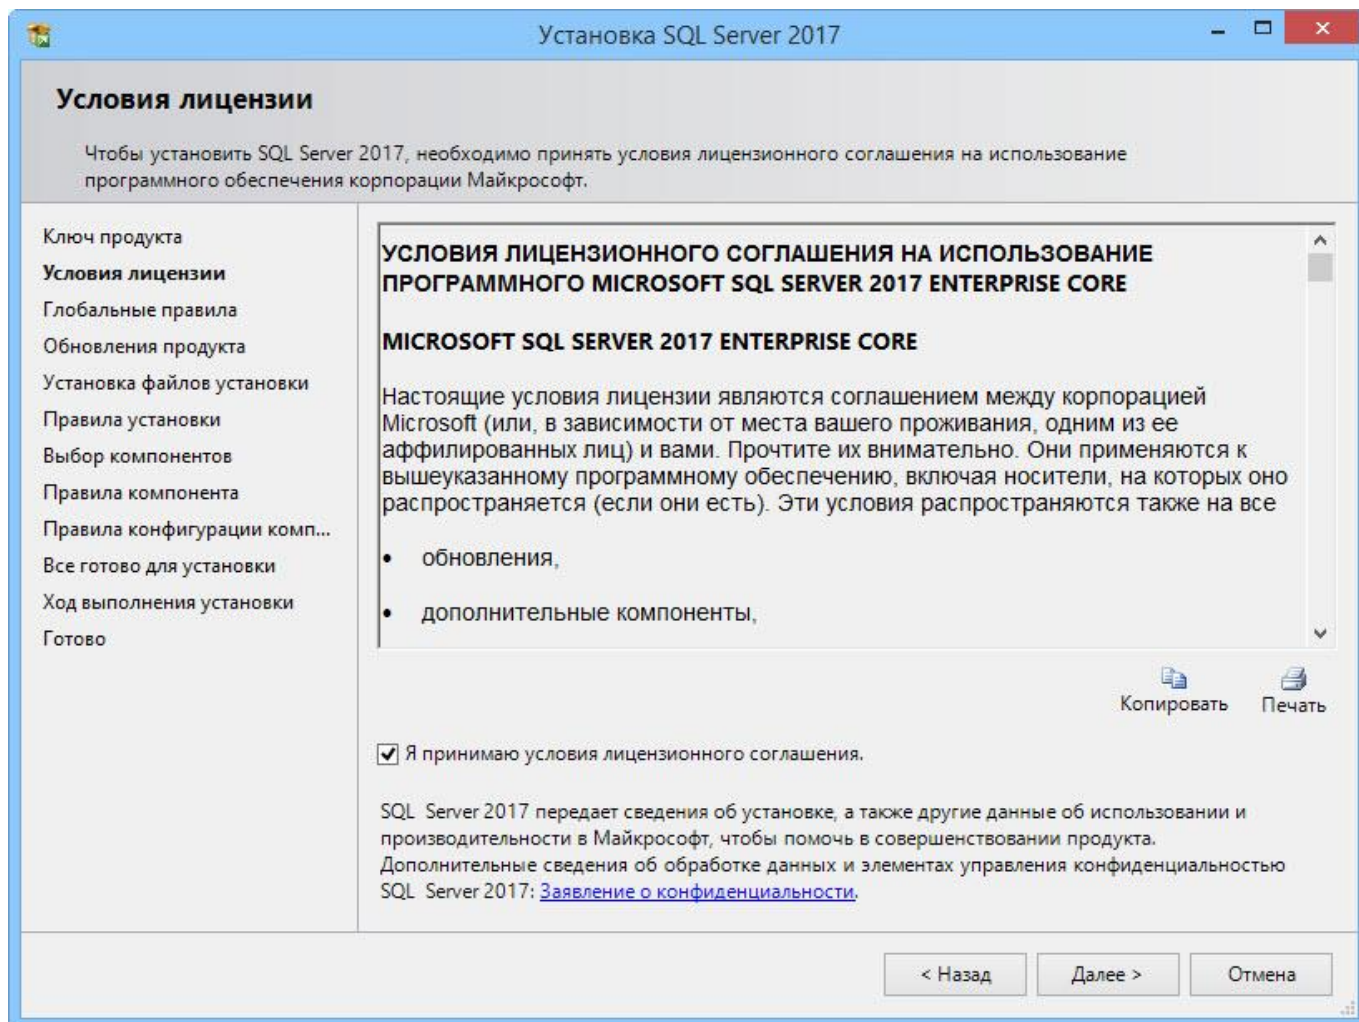 Установка SQL Server 2017
Условия лицензии
Чтобы установить SQL Server 2017, необходимо принять условия лицензионного соглашения на использование
программного обеспечения корпорации Майкрософт.
Ключ продукта
Условия лицензии
Глобальные правила
Обновления продукта
Установка файлов установки
Правила установки
Выбор компонентов
Правила компонента
Правила конфигурации комп...
Все готово для установки
Ход выполнения установки
Готово
УСЛОВИЯ ЛИЦЕНЗИОННОГО СОГЛАШЕНИЯ НА ИСПОЛЬЗОВАНИЕ
ПРОГРАММНОГО MICROSOFT SQL SERVER 2017 ENTERPRISE CORE
MICROSOFT SQL SERVER 2017 ENTERPRISE CORE
Настоящие условия лицензии являются соглашением между корпорацией
Microsoft (или, в зависимости от места вашего проживания, одним из ее
аффилированных лиц) и вами. Прочтите их внимательно. Они применяются к
вышеуказанному программному обеспечению, включая носители, на которых оно
распространяется (если они есть). Эти условия распространяются также на все
• обновления,
• дополнительные компоненты,
Копировать Печать
Я принимаю условия лицензионного соглашения.
SQL Server 2017 передает сведения об установке, а также другие данные об использовании и
производительности в Майкрософт, чтобы помочь в совершенствовании продукта.
Дополнительные сведения об обработке данных и элементах управления конфиденциальностью
SQL Server 2017: Заявление о конфиденциальности.
< Назад Далее > Отмена